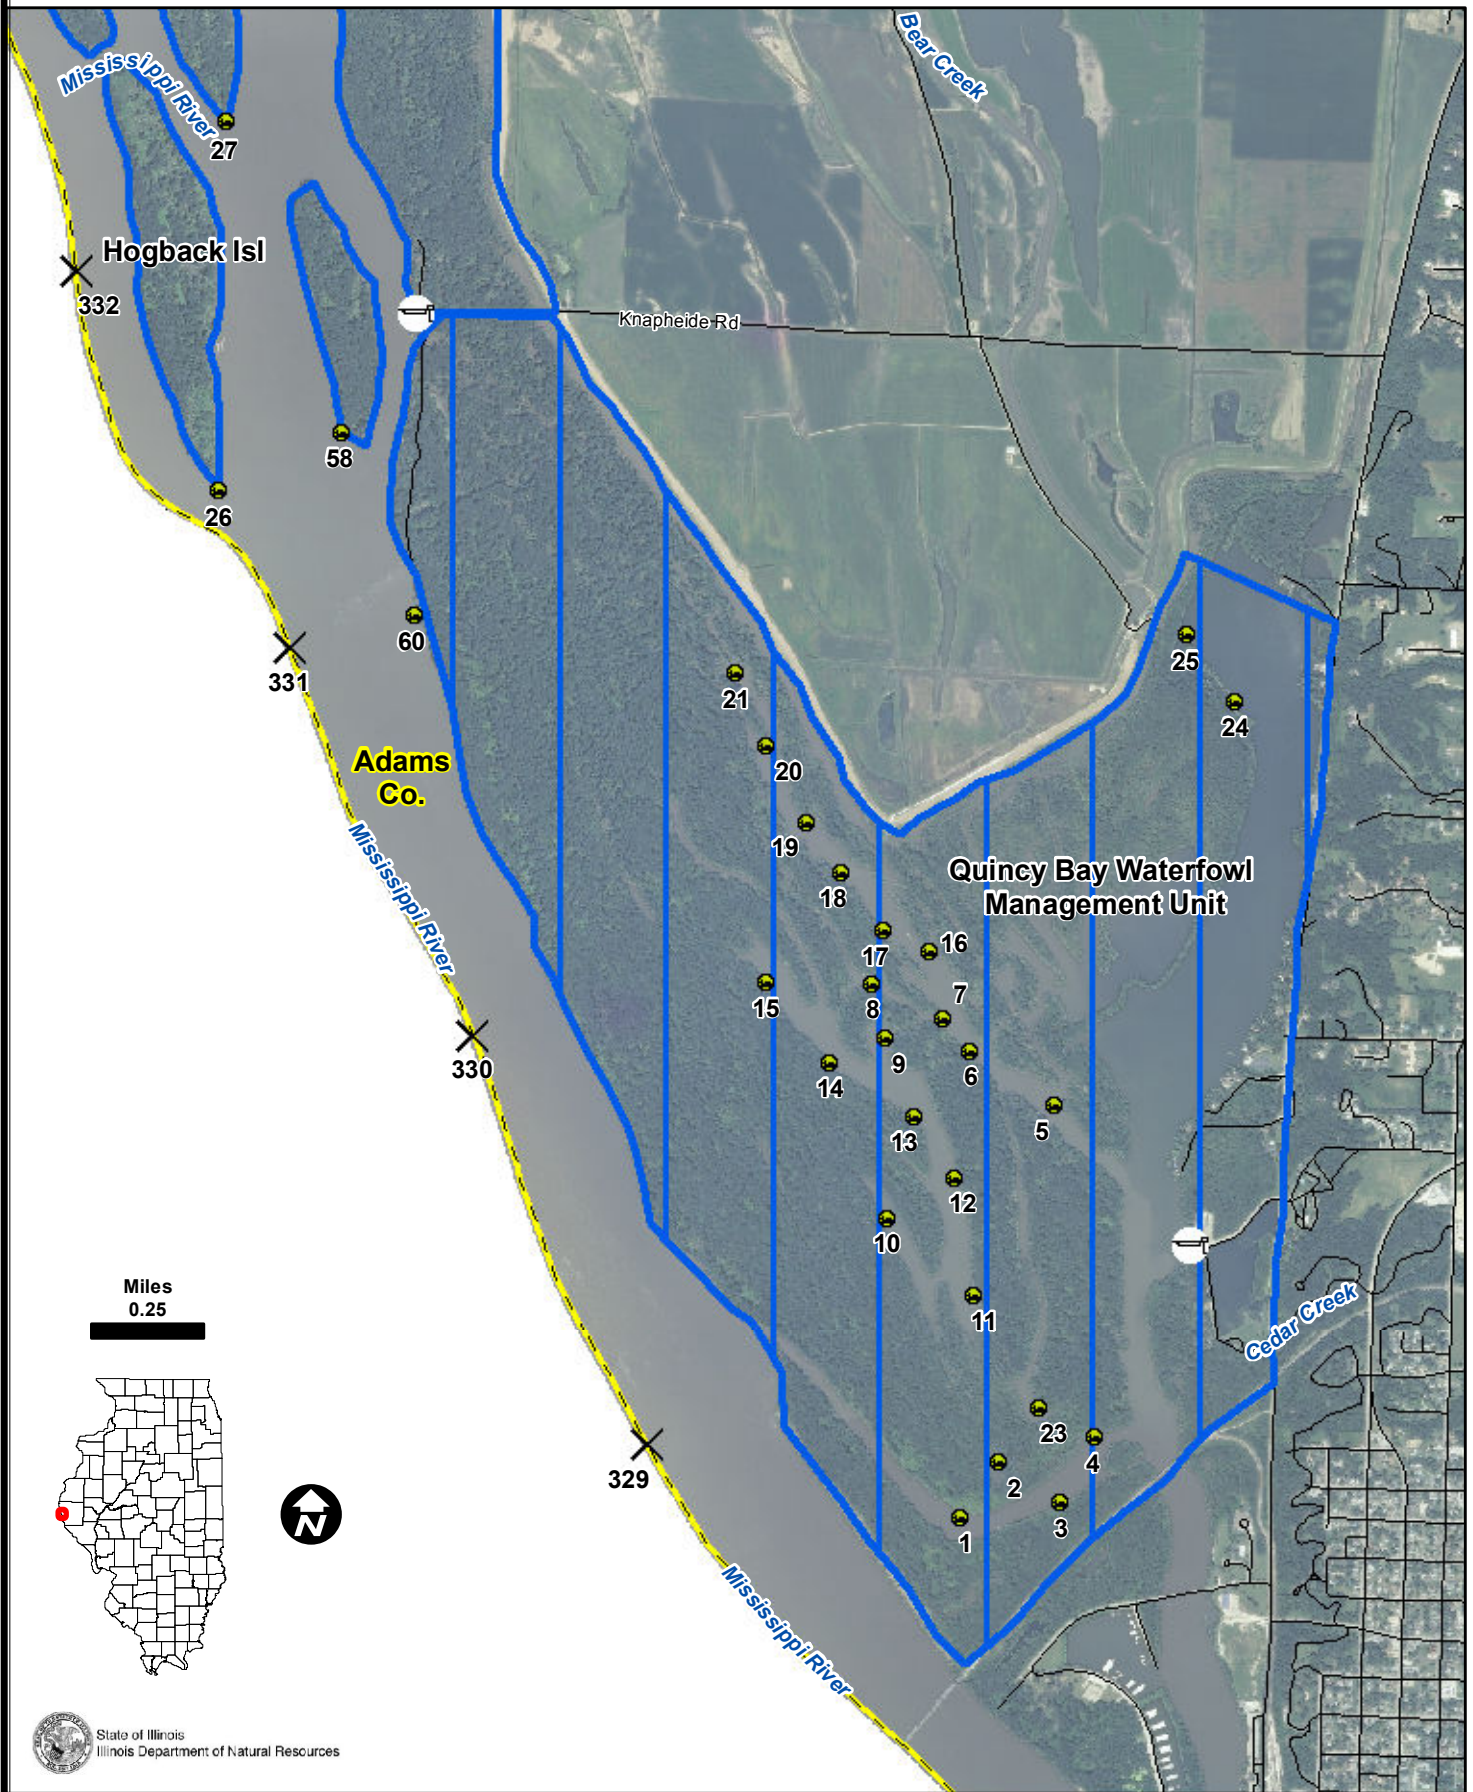 Bear Creek
Mississippi River
27
Hogback Isl
332
Knapheide Rd
58
26
60
331
25
24
21
20
Adams
Co.
19
18
Quincy Bay Waterfowl
Management Unit
Mississippi River
17
16
15
8
7
9
6
330
14
5
13
12
10
11
Cedar Creek
Miles
0.25
23
4
329
2
3
1
N
Mississippi River
State of Illinois
Illinois Department of Natural Resources